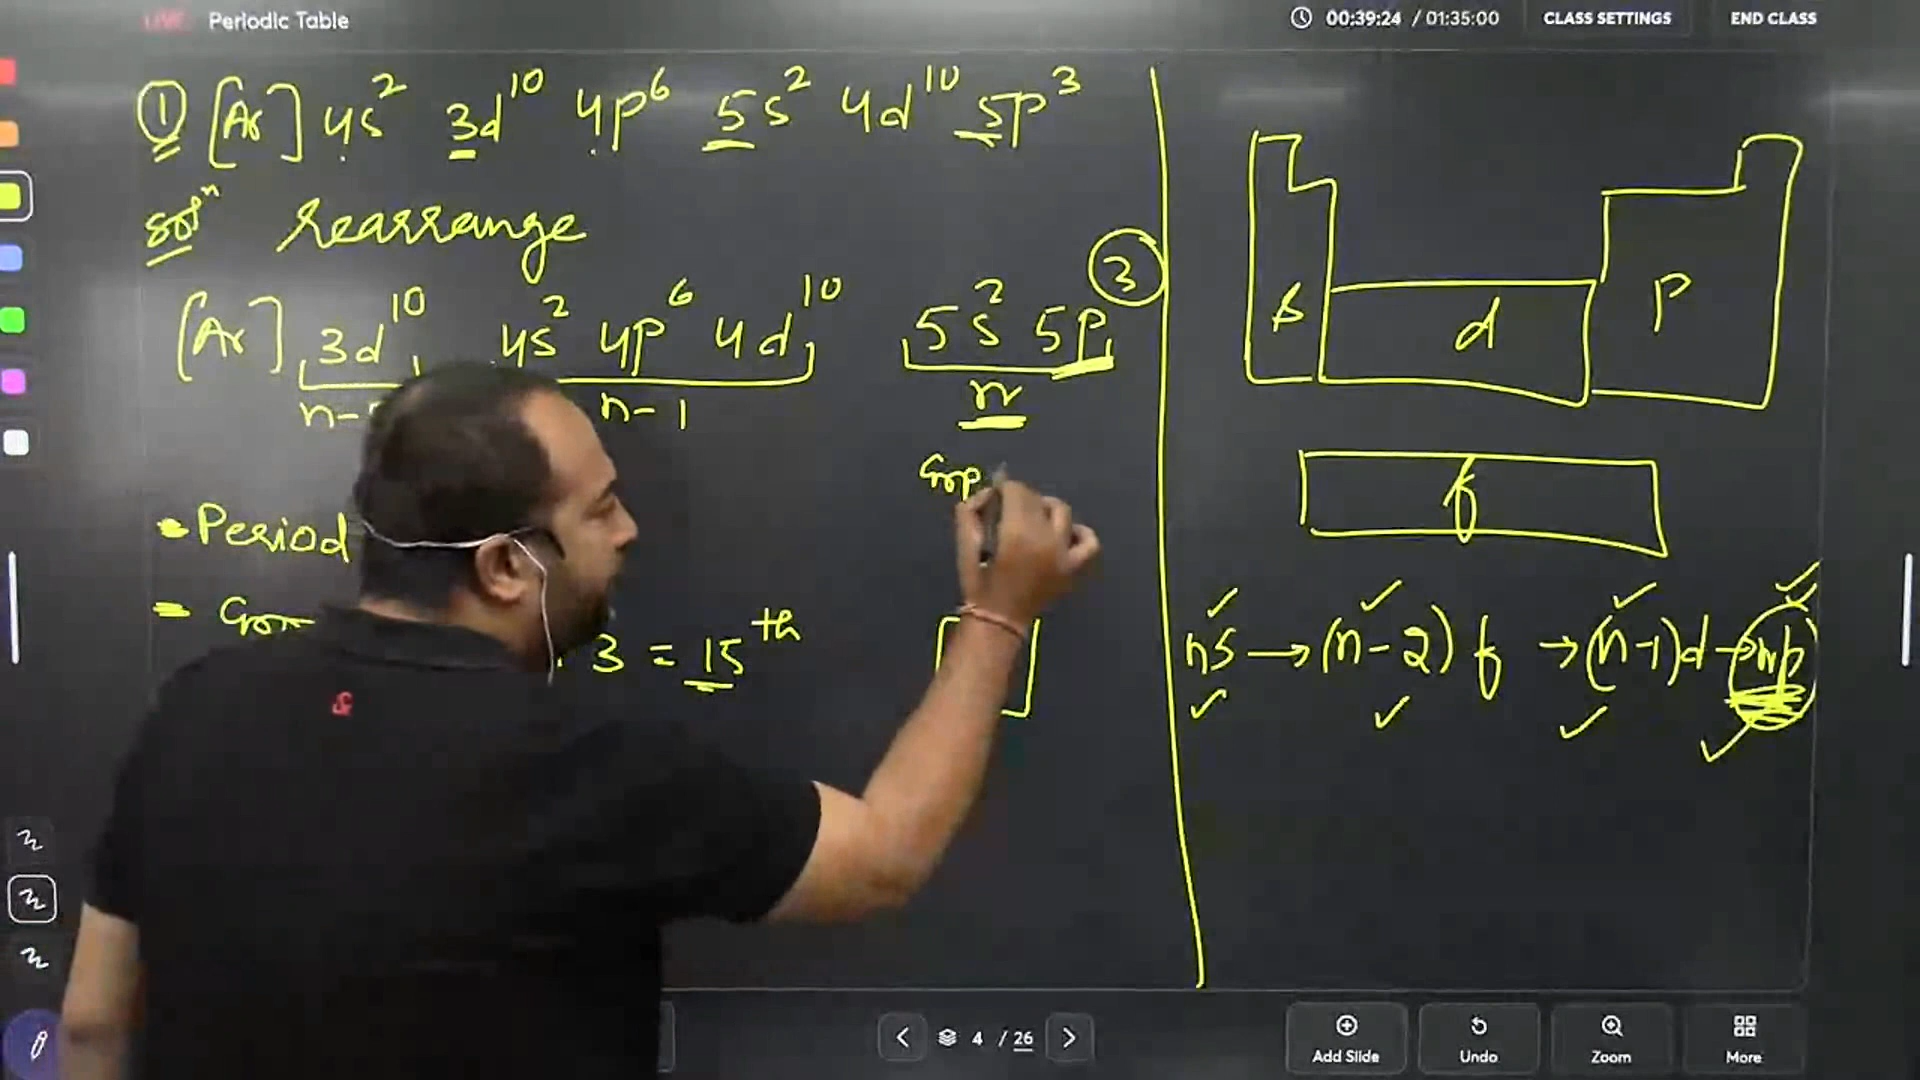 LIVE Periodic Table
00:39:24 / 01:35:00 CLASS SETTINGS END CLASS
① [Ar] 4s² 3d¹⁰ 4p⁶ 5s² 4d¹⁰ 5p³
solⁿ rearrange
[Ar] 3d¹⁰ 4s² 4p⁶ 4d¹⁰ 5s² 5p③
n- n-1 n
Grp
• Period
3 = 15th
s d p
f
ns → (n-2) f → (n-1)d → np
4 / 26
Add Slide Undo Zoom More